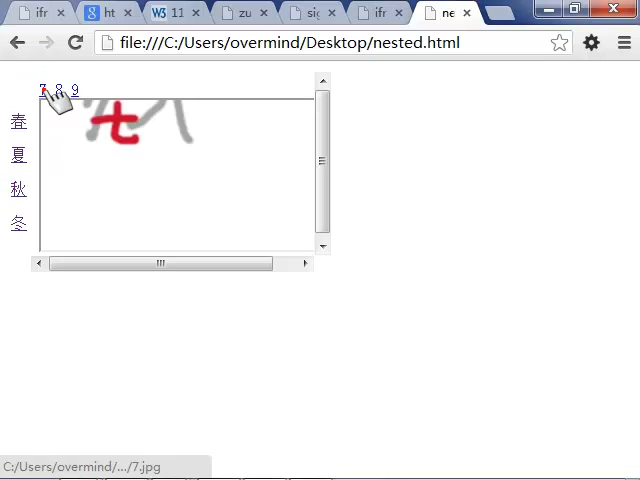 ifr
ht
11
zu
sig
ifr
ne
file:///C:/Users/overmind/Desktop/nested.html
7 8 9
春
夏
秋
冬
七
八
C:/Users/overmind/.../7.jpg